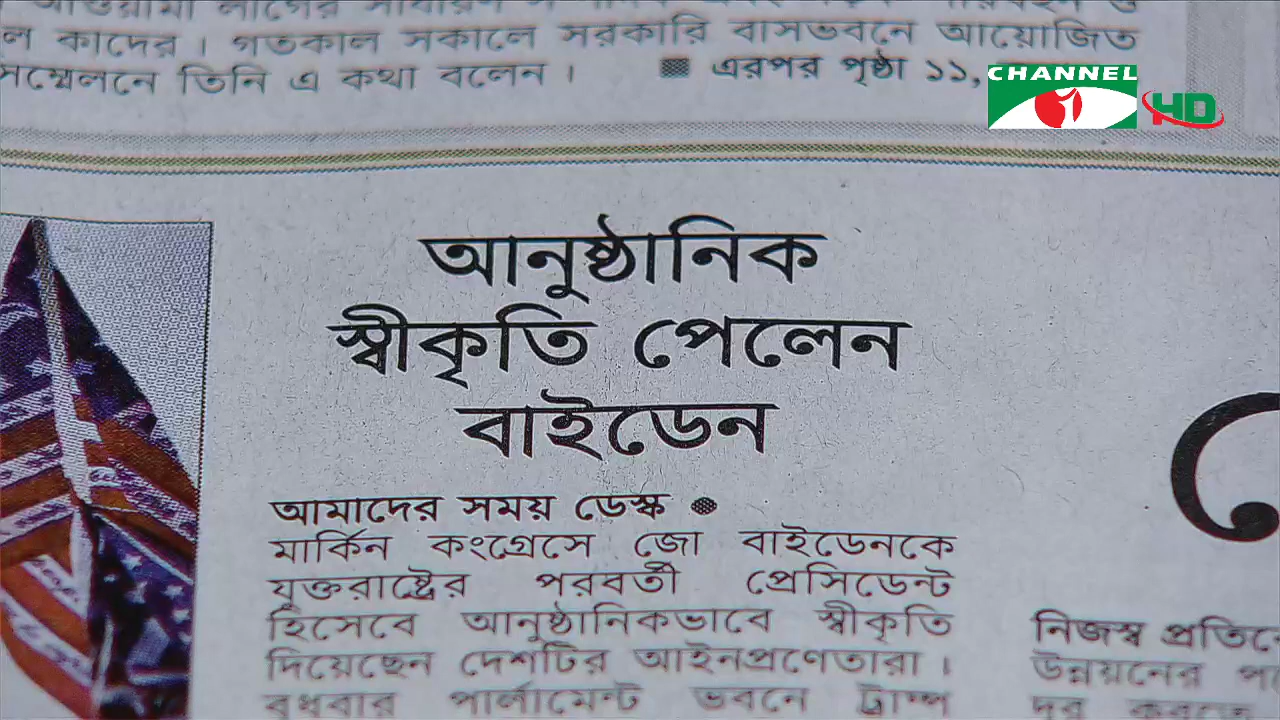 ল কাদের। গতকাল সকালে সরকারি বাসভবনে আয়োজিত
সম্মেলনে তিনি এ কথা বলেন। এরপর পৃষ্ঠা ১১,
CHANNEL
HD
আনুষ্ঠানিক
স্বীকৃতি পেলেন
বাইডেন
আমাদের সময় ডেস্ক ●
মার্কিন কংগ্রেসে জো বাইডেনকে
যুক্তরাষ্ট্রের পরবর্তী প্রেসিডেন্ট
হিসেবে আনুষ্ঠানিকভাবে স্বীকৃতি
দিয়েছেন দেশটির আইনপ্রণেতারা।
বুধবার পার্লামেন্ট ভবনে ট্রাম্প
নিজস্ব প্রতিবে
উন্নয়নের